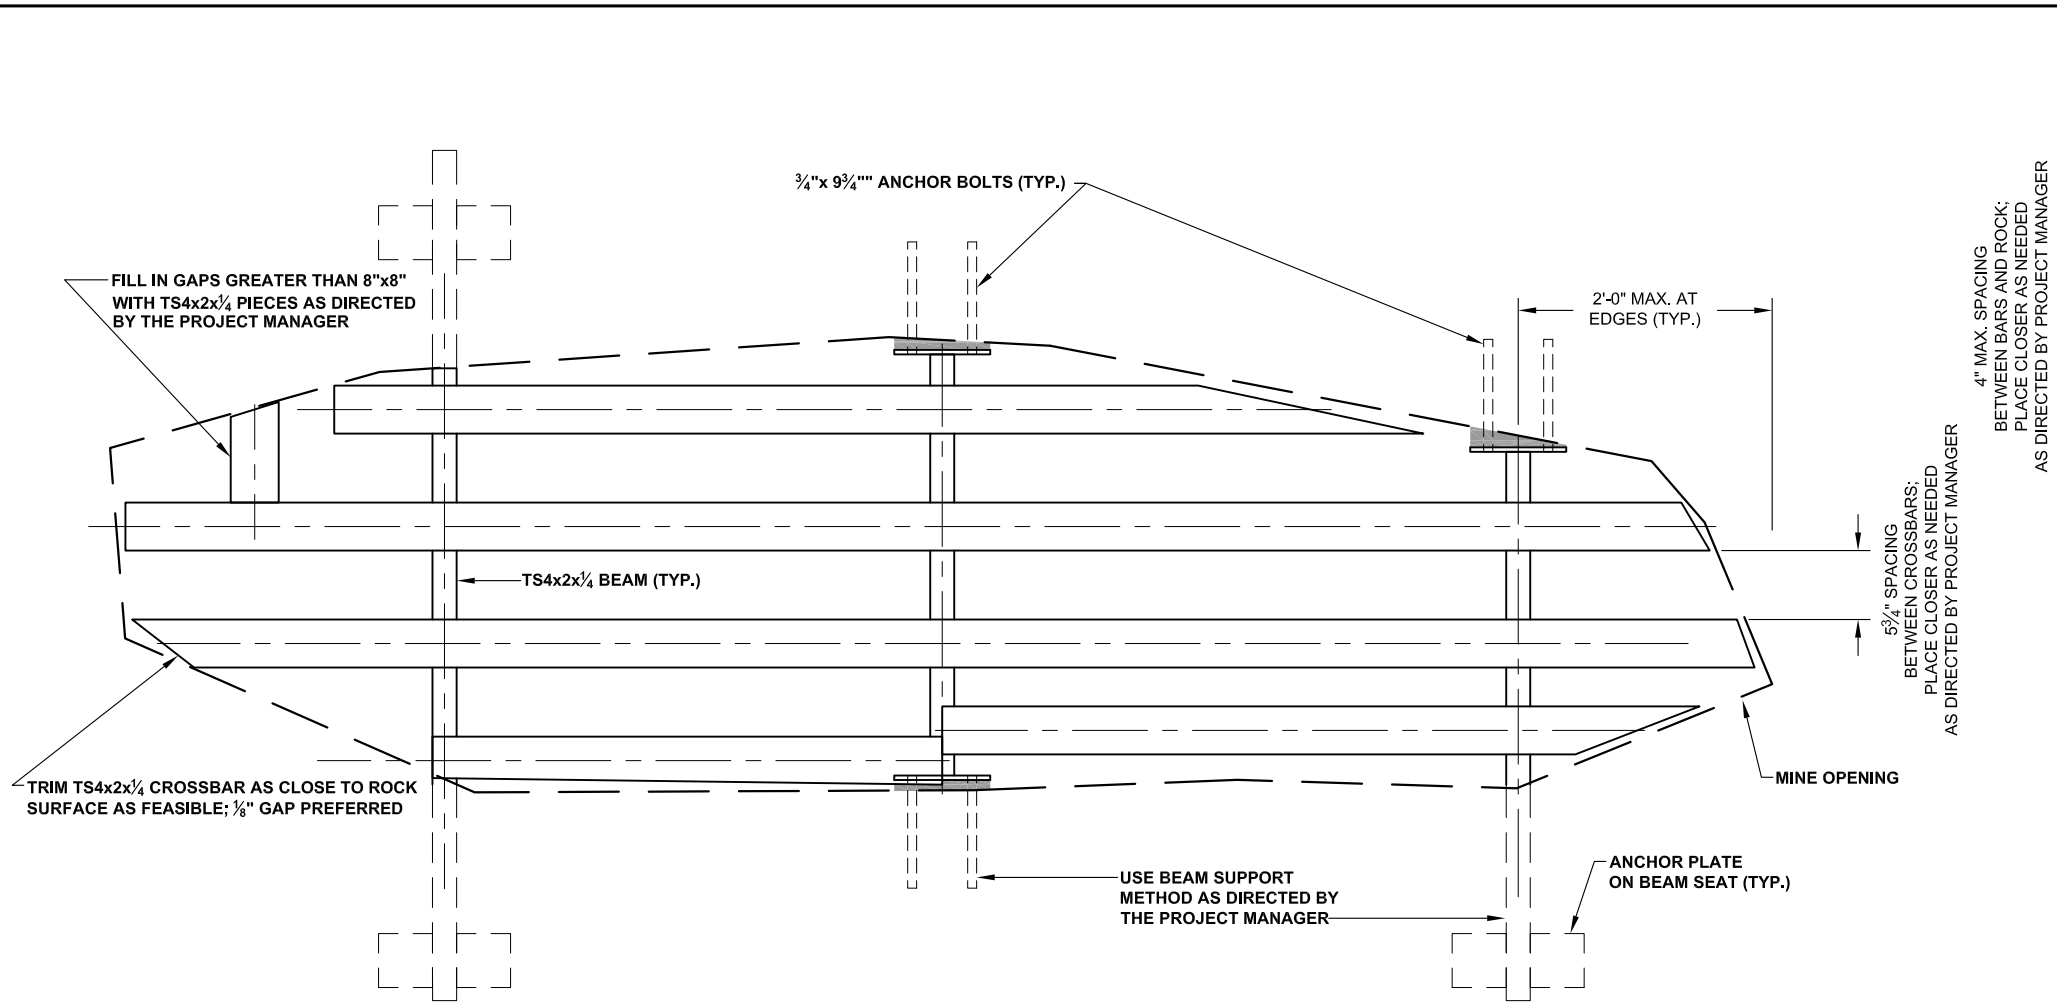 ¾"x 9¾"" ANCHOR BOLTS (TYP.)
FILL IN GAPS GREATER THAN 8"x8"
WITH TS4x2x¼ PIECES AS DIRECTED
BY THE PROJECT MANAGER
2'-0" MAX. AT
EDGES (TYP.)
4" MAX. SPACING
BETWEEN BARS AND ROCK;
PLACE CLOSER AS NEEDED
AS DIRECTED BY PROJECT MANAGER
5¾" SPACING
BETWEEN CROSSBARS;
PLACE CLOSER AS NEEDED
AS DIRECTED BY PROJECT MANAGER
TS4x2x¼ BEAM (TYP.)
TRIM TS4x2x¼ CROSSBAR AS CLOSE TO ROCK
SURFACE AS FEASIBLE; ⅛" GAP PREFERRED
MINE OPENING
USE BEAM SUPPORT
METHOD AS DIRECTED BY
THE PROJECT MANAGER
ANCHOR PLATE
ON BEAM SEAT (TYP.)